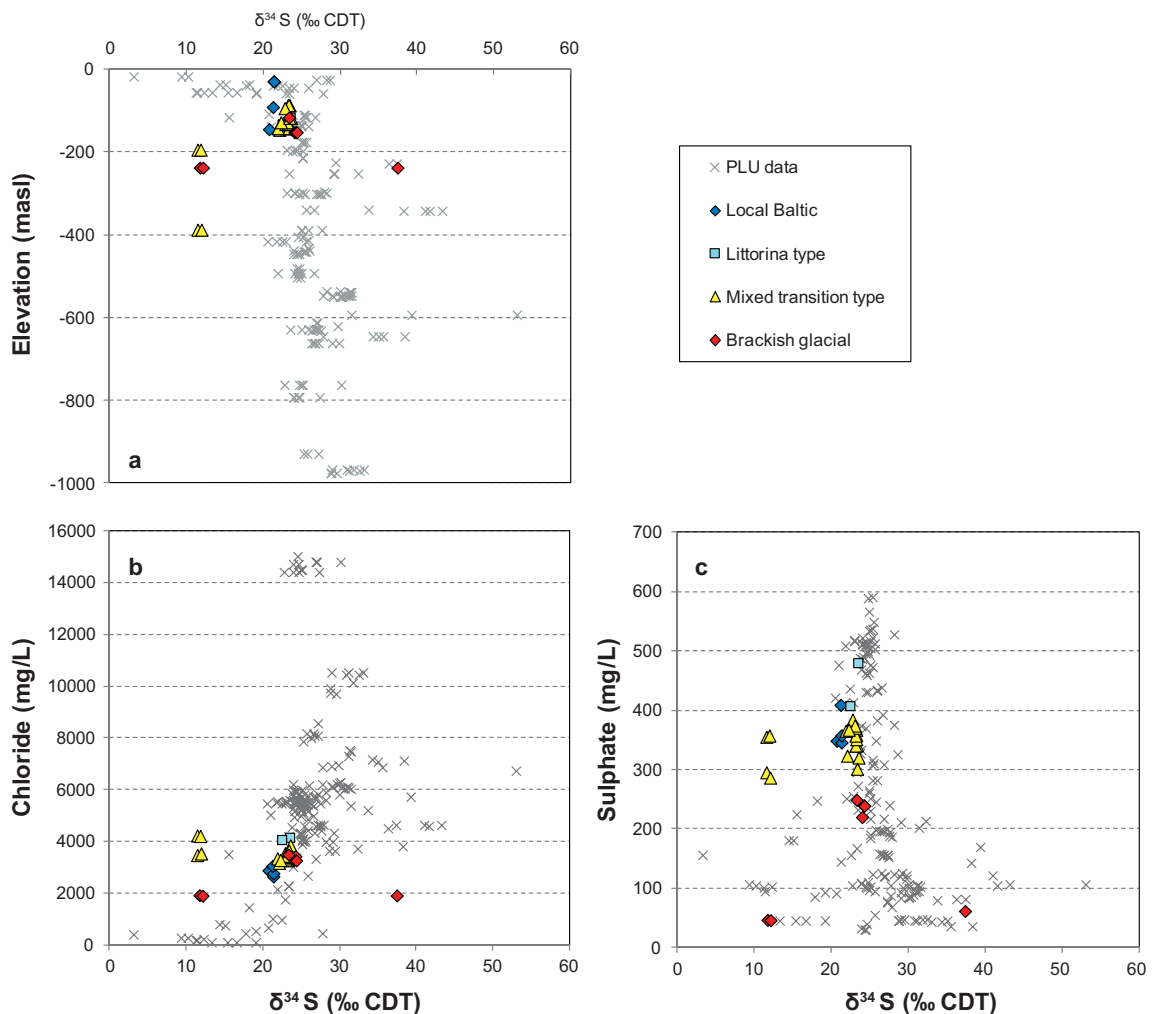 δ³⁴ S (‰ CDT)
0 10 20 30 40 50 60
0
-200
-400
-600
-800
-1000
Elevation (masl)
a
PLU data
Local Baltic
Littorina type
Mixed transition type
Brackish glacial
16000
14000
12000
10000
8000
6000
4000
2000
0
Chloride (mg/L)
b
0 10 20 30 40 50 60
δ³⁴ S (‰ CDT)
700
600
500
400
300
200
100
0
Sulphate (mg/L)
c
0 10 20 30 40 50 60
δ³⁴ S (‰ CDT)